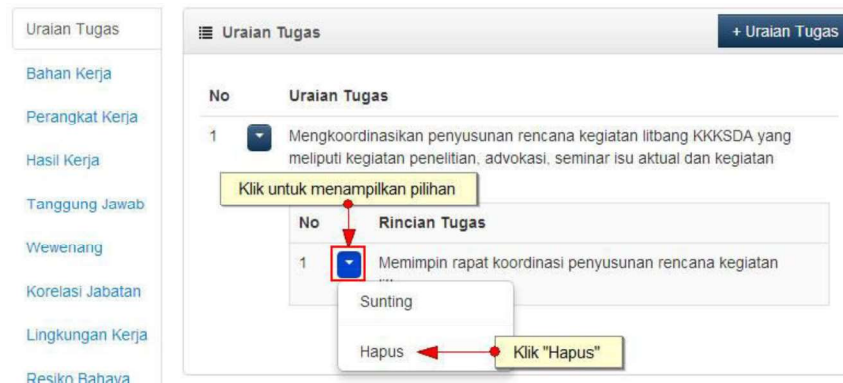 Uraian Tugas
Bahan Kerja
Perangkat Kerja
Hasil Kerja
Tanggung Jawab
Wewenang
Korelasi Jabatan
Lingkungan Kerja
Resiko Bahaya
Uraian Tugas
+ Uraian Tugas
No Uraian Tugas
1 Mengkoordinasikan penyusunan rencana kegiatan litbang KKKSDA yang
meliputi kegiatan penelitian, advokasi, seminar isu aktual dan kegiatan
Klik untuk menampilkan pilihan
No Rincian Tugas
1 Memimpin rapat koordinasi penyusunan rencana kegiatan
Sunting
Hapus
Klik "Hapus"